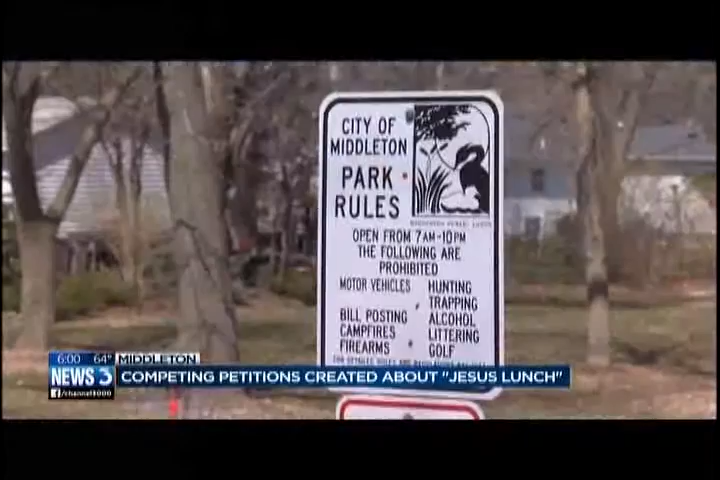 CITY OF
MIDDLETON
PARK
RULES
OPEN FROM 7AM-10PM
THE FOLLOWING ARE
PROHIBITED
MOTOR VEHICLES
BILL POSTING
CAMPFIRES
FIREARMS
HUNTING
TRAPPING
ALCOHOL
LITTERING
GOLF
6:00 64° MIDDLETON
NEWS 3 COMPETING PETITIONS CREATED ABOUT "JESUS LUNCH"
f/channel3000